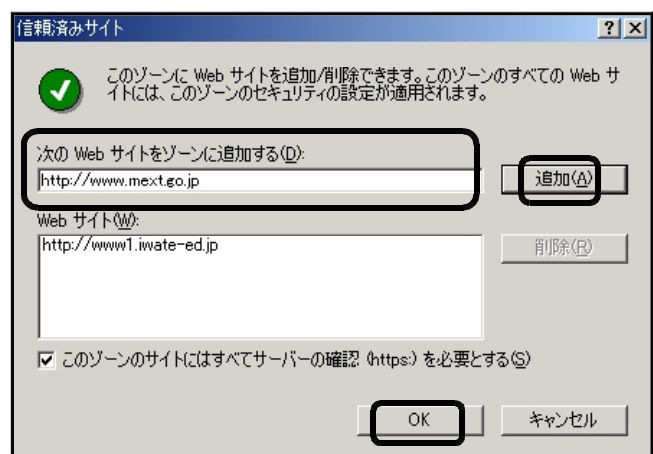 信頼済みサイト
このゾーンに Web サイトを追加/削除できます。このゾーンのすべての Web サ
イトには、このゾーンのセキュリティの設定が適用されます。
次の Web サイトをゾーンに追加する(D):
http://www.mext.go.jp
追加(A)
Web サイト(W):
http://www1.iwate-ed.jp
削除(R)
このゾーンのサイトにはすべてサーバーの確認 (https:) を必要とする(S)
OK
キャンセル